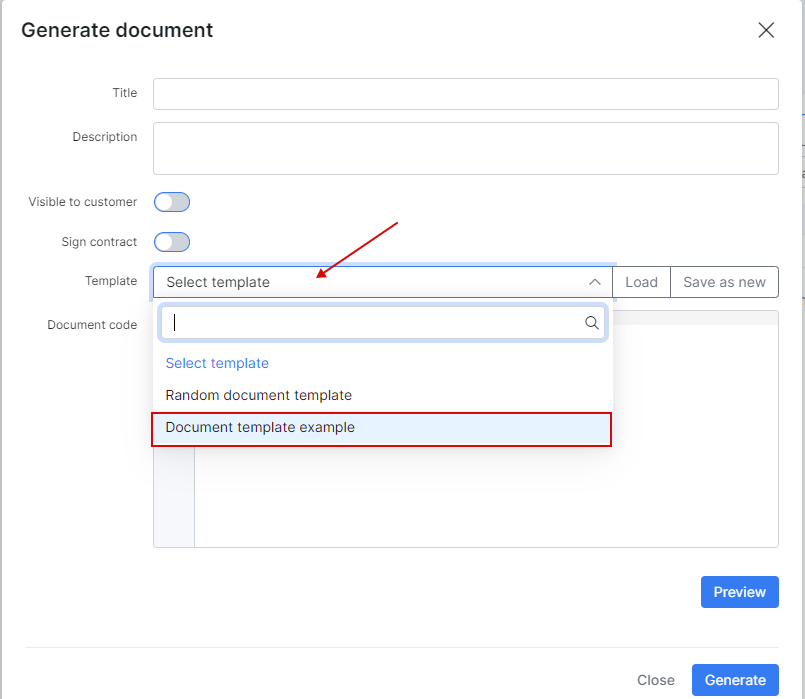 Generate document
Title
Description
Visible to customer
Sign contract
Template
Select template
Load
Save as new
Document code
Select template
Random document template
Document template example
Preview
Close
Generate